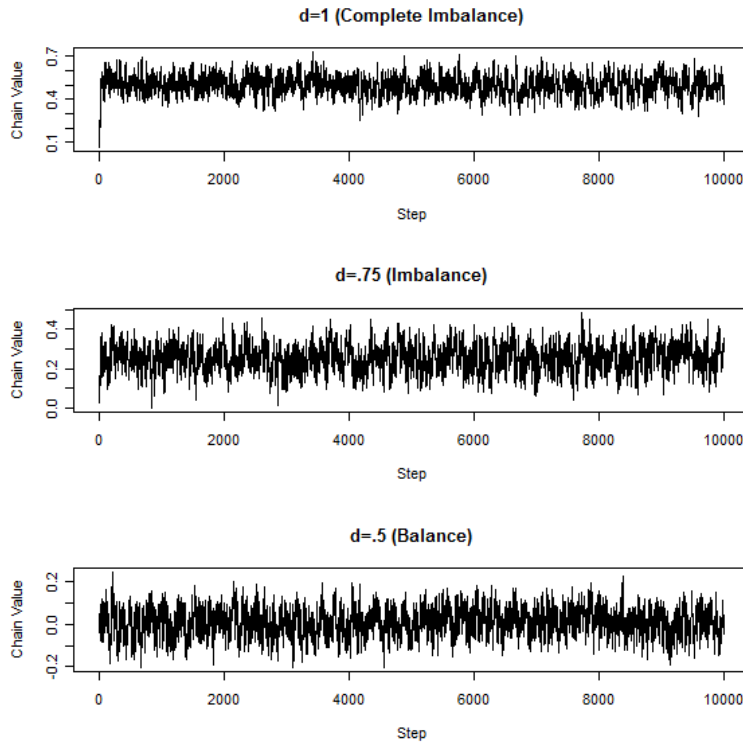 d=1 (Complete Imbalance)
Chain Value
0.1 0.4 0.7
0 2000 4000 6000 8000 10000
Step
d=.75 (Imbalance)
Chain Value
0.0 0.2 0.4
0 2000 4000 6000 8000 10000
Step
d=.5 (Balance)
Chain Value
-0.2 0.0 0.2
0 2000 4000 6000 8000 10000
Step